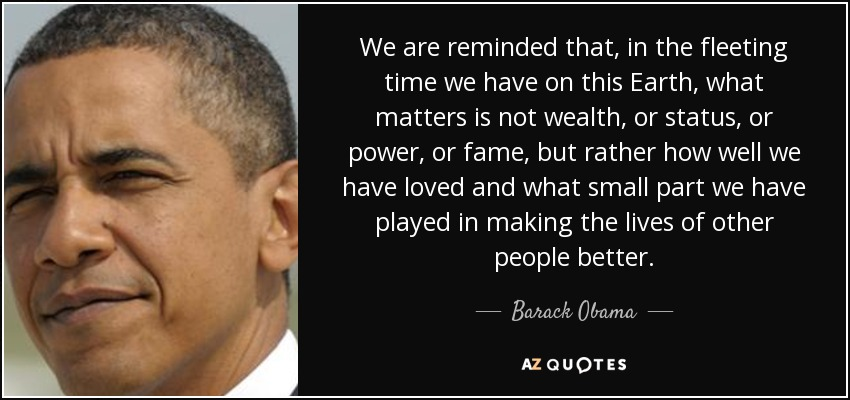 We are reminded that, in the fleeting
time we have on this Earth, what
matters is not wealth, or status, or
power, or fame, but rather how well we
have loved and what small part we have
played in making the lives of other
people better.
Barack Obama
AZ QUOTES